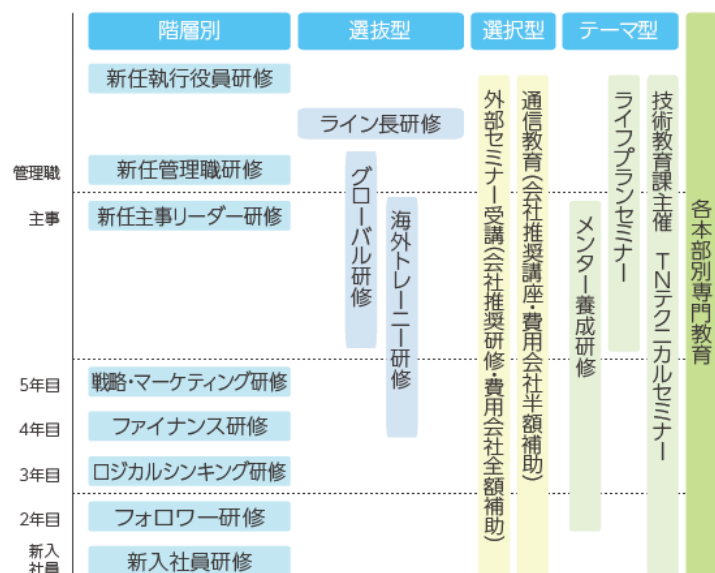 階層別
選抜型
選択型
テーマ型
新任執行役員研修
ライン長研修
管理職
新任管理職研修
主事
新任主事リーダー研修
5年目
戦略・マーケティング研修
4年目
ファイナンス研修
3年目
ロジカルシンキング研修
2年目
フォロワー研修
新入
社員
新入社員研修
グローバル研修
海外トレーニー研修
外部セミナー受講(会社推奨研修・費用会社全額補助)
通信教育(会社推奨講座・費用会社半額補助)
メンター養成研修
ライフプランセミナー
技術教育課主催 TNテクニカルセミナー
各本部別専門教育